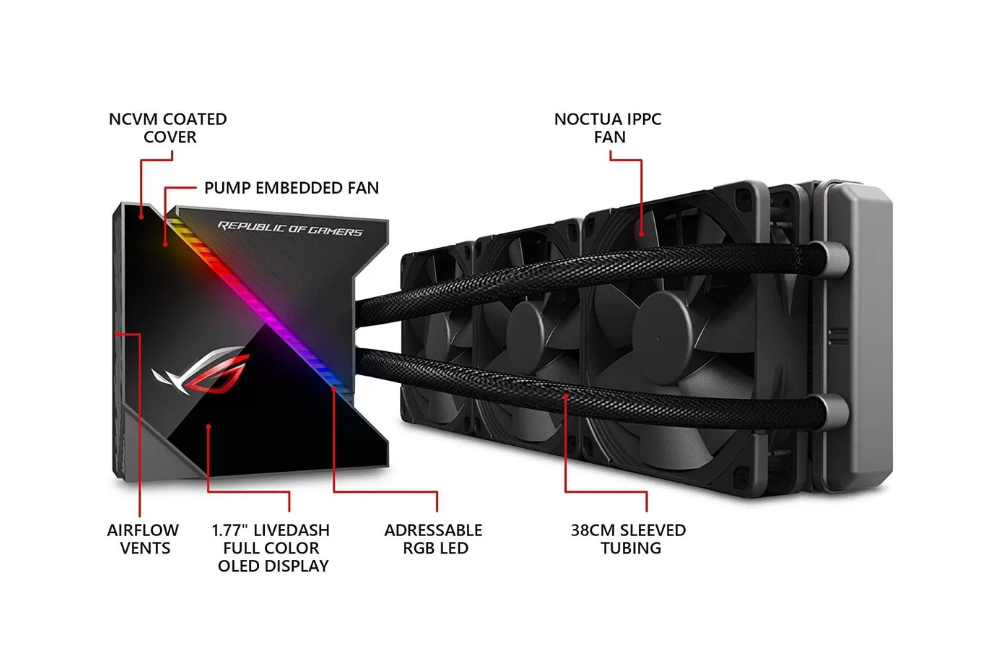 NCVM COATED
COVER
NOCTUA IPPC
FAN
PUMP EMBEDDED FAN
REPUBLIC OF GAMERS
AIRFLOW
VENTS
1.77" LIVEDASH
FULL COLOR
OLED DISPLAY
ADRESSABLE
RGB LED
38CM SLEEVED
TUBING